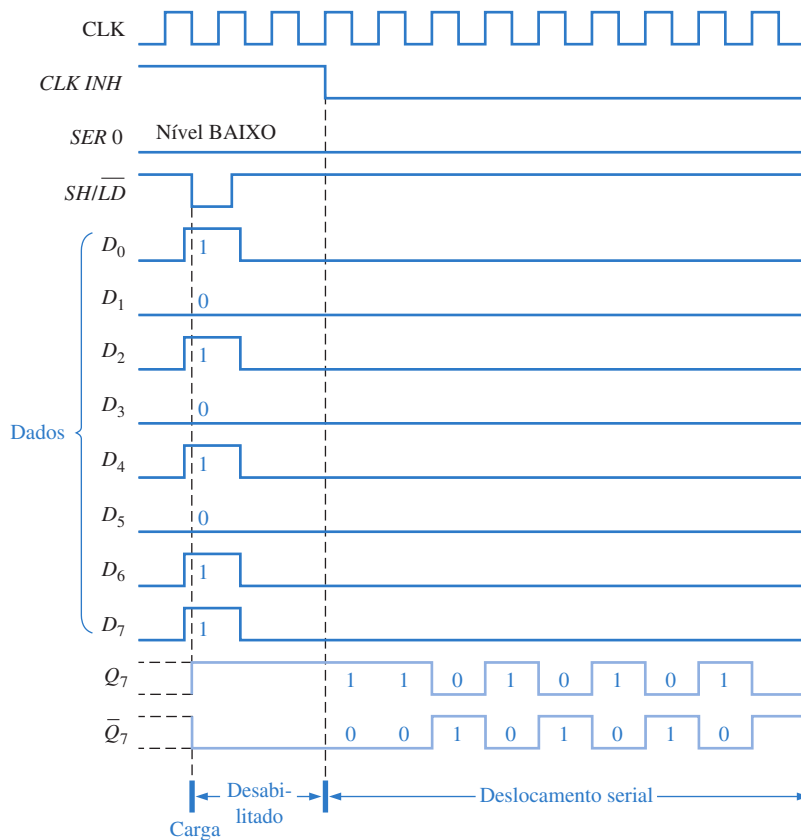 CLK
CLK INH
SER 0 Nível BAIXO
SH/L̅D̅
D₀ 1
D₁ 0
D₂ 1
D₃ 0
Dados
D₄ 1
D₅ 0
D₆ 1
D₇ 1
Q₇ 1 1 0 1 0 1 0 1
Q̅₇ 0 0 1 0 1 0 1 0
Desabi-
litado
Deslocamento serial
Carga